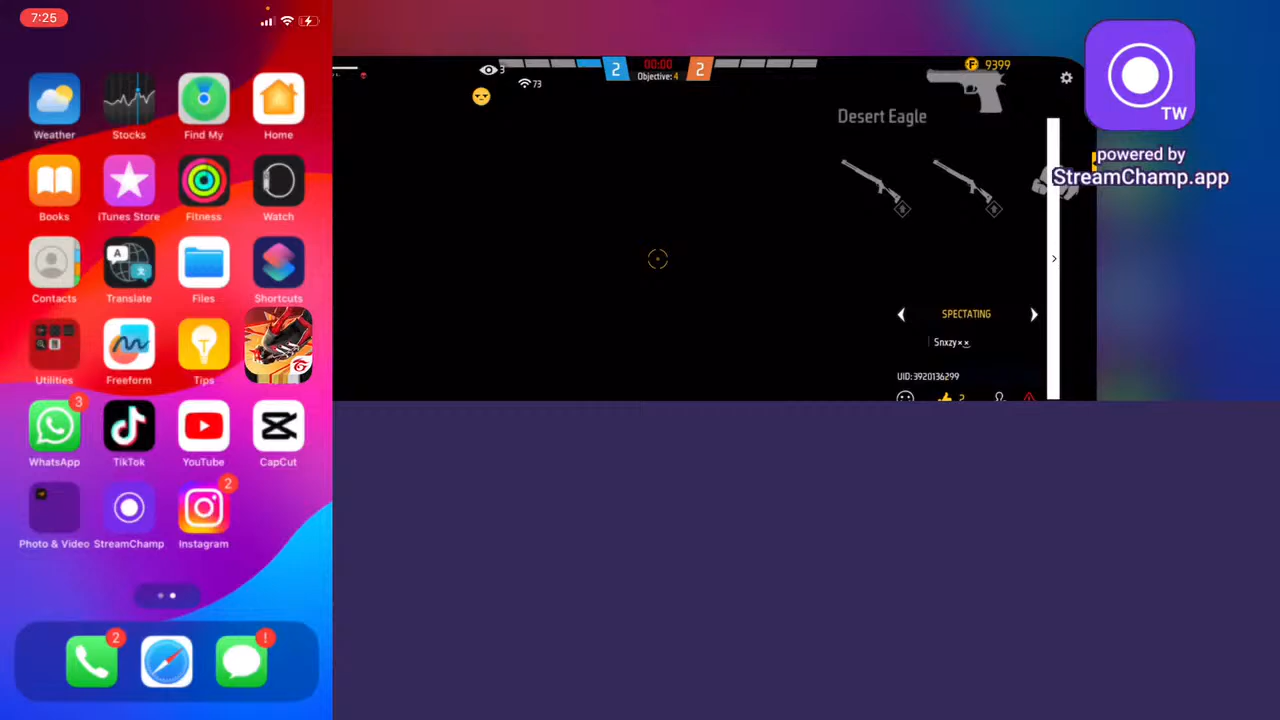 7:25
Weather
Stocks
Find My
Home
Books
iTunes Store
Fitness
Watch
Contacts
Translate
Files
Shortcuts
Utilities
Freeform
Tips
3
WhatsApp
TikTok
YouTube
CapCut
2
Photo & Video
StreamChamp
Instagram
2
!
3
73
2
00:00
Objective: 4
2
9399
Desert Eagle
SPECTATING
Snxzy
UID:3920136299
2
TW
powered by
StreamChamp.app